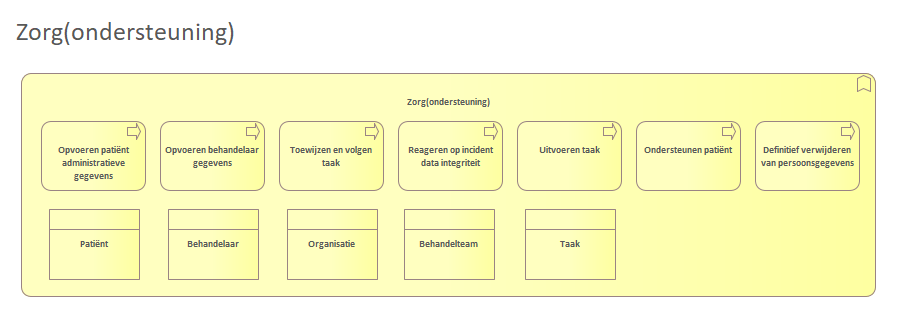 Zorg(ondersteuning)
Zorg(ondersteuning)
Opvoeren patiënt
administratieve
gegevens
Opvoeren behandelaar
gegevens
Toewijzen en volgen
taak
Reageren op incident
data integriteit
Uitvoeren taak
Ondersteunen patiënt
Definitief verwijderen
van persoonsgegevens
Patiënt
Behandelaar
Organisatie
Behandelteam
Taak